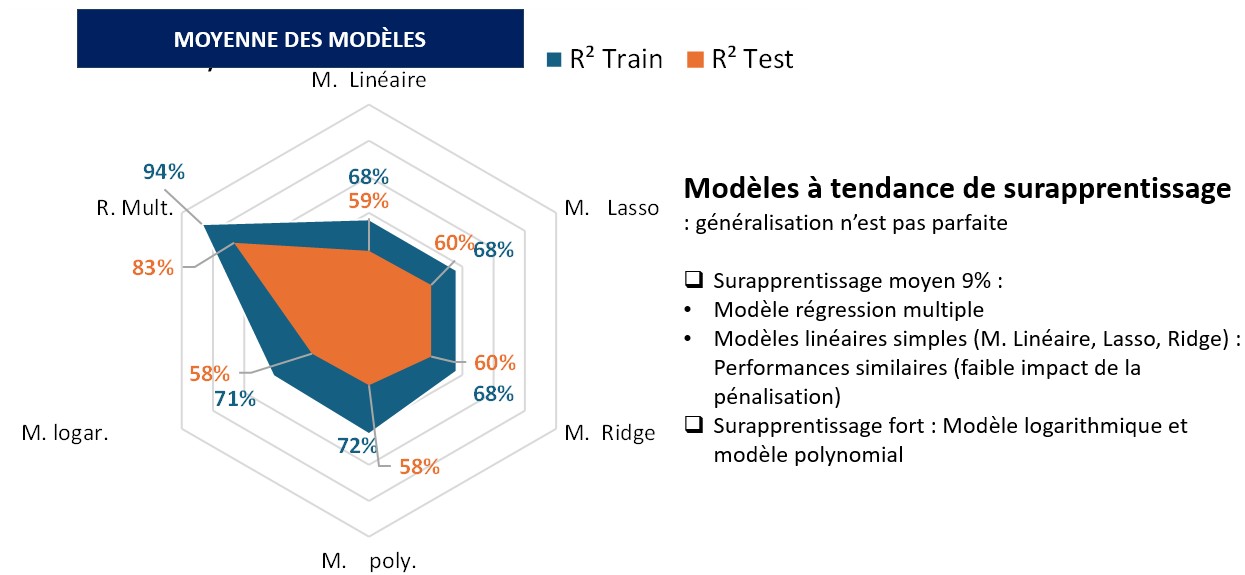 MOYENNE DES MODÈLES
R² Train
R² Test
M. Linéaire
94%
68%
59%
R. Mult.
M. Lasso
60%
68%
83%
58%
71%
60%
68%
M. logar.
72%
58%
M. Ridge
M. poly.
Modèles à tendance de surapprentissage
: généralisation n’est pas parfaite
❑ Surapprentissage moyen 9% :
• Modèle régression multiple
• Modèles linéaires simples (M. Linéaire, Lasso, Ridge) :
Performances similaires (faible impact de la
pénalisation)
❑ Surapprentissage fort : Modèle logarithmique et
modèle polynomial